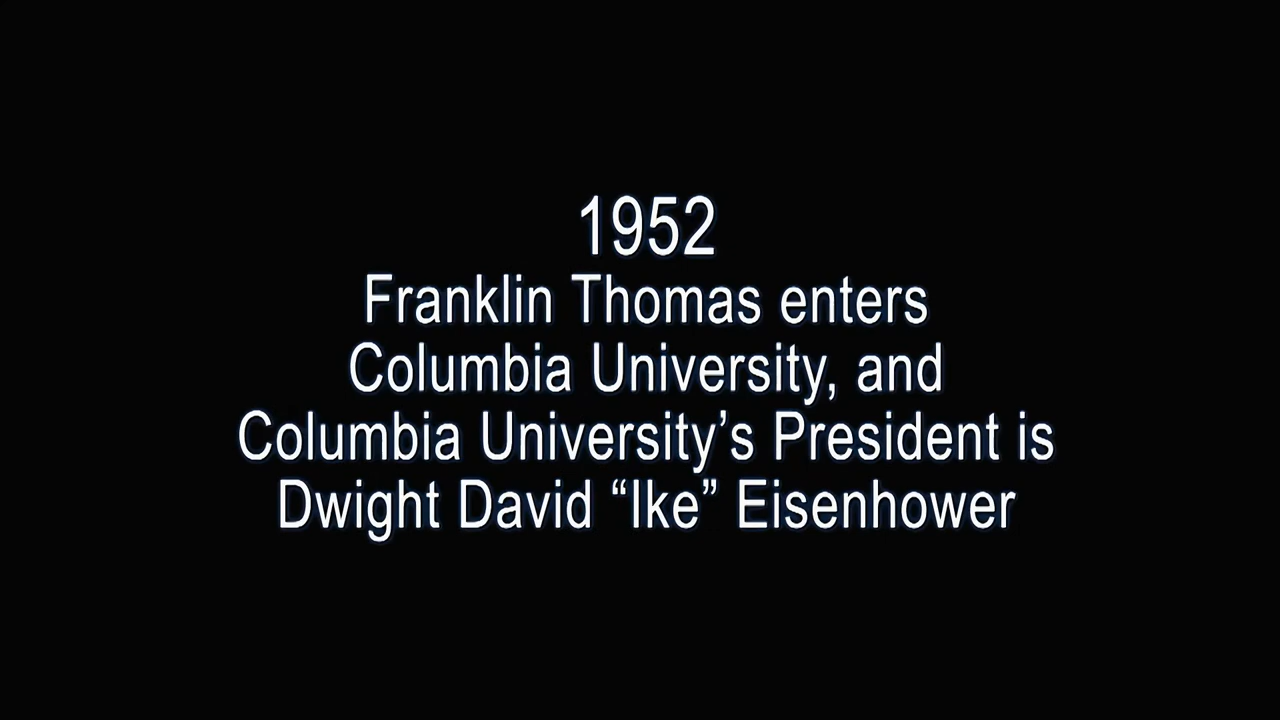 1952
Franklin Thomas enters
Columbia University, and
Columbia University’s President is
Dwight David “Ike” Eisenhower